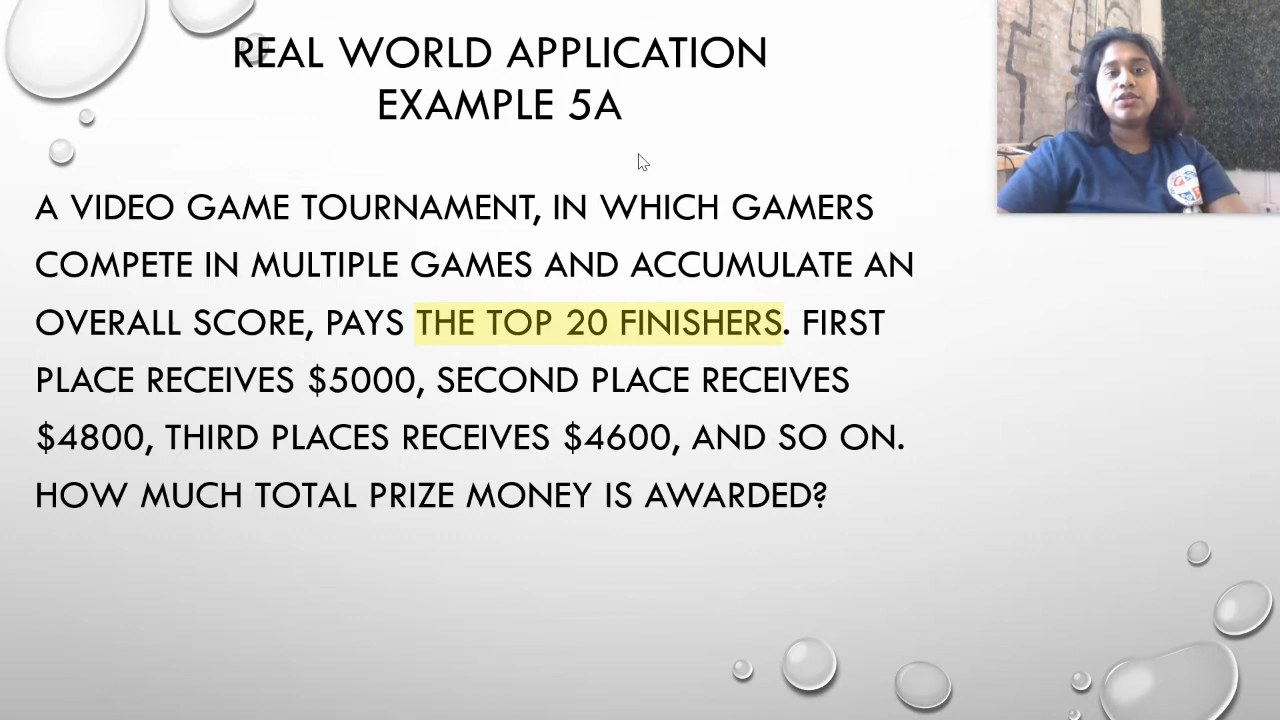 REAL WORLD APPLICATION
EXAMPLE 5A
A VIDEO GAME TOURNAMENT, IN WHICH GAMERS
COMPETE IN MULTIPLE GAMES AND ACCUMULATE AN
OVERALL SCORE, PAYS THE TOP 20 FINISHERS. FIRST
PLACE RECEIVES $5000, SECOND PLACE RECEIVES
$4800, THIRD PLACES RECEIVES $4600, AND SO ON.
HOW MUCH TOTAL PRIZE MONEY IS AWARDED?